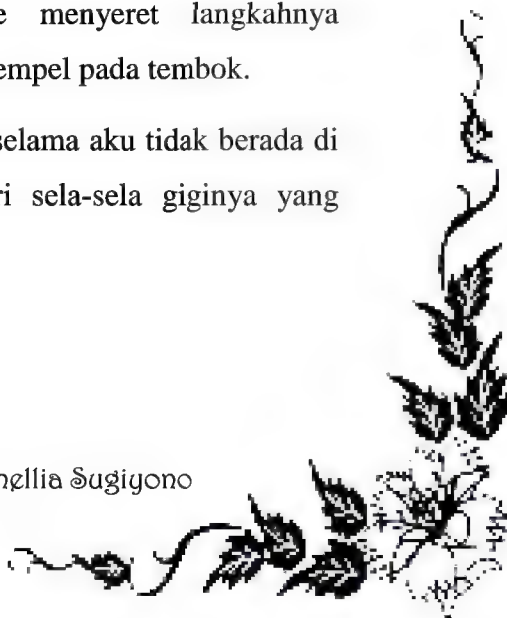 menyeret langkahnya
empel pada tembok.
selama aku tidak berada di
ri sela-sela giginya yang
nellia Sugiyono